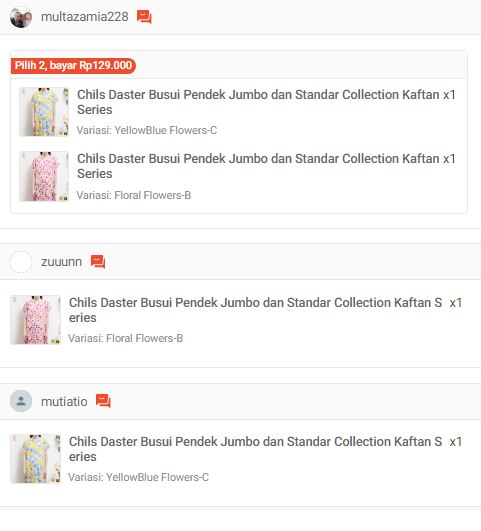 multazamia228
Pilih 2, bayar Rp129.000
Chils Daster Busui Pendek Jumbo dan Standar Collection Kaftan x1
Series
Variasi: YellowBlue Flowers-C
Chils Daster Busui Pendek Jumbo dan Standar Collection Kaftan x1
Series
Variasi: Floral Flowers-B
zuuunn
Chils Daster Busui Pendek Jumbo dan Standar Collection Kaftan S x1
eries
Variasi: Floral Flowers-B
mutiatio
Chils Daster Busui Pendek Jumbo dan Standar Collection Kaftan S x1
eries
Variasi: YellowBlue Flowers-C